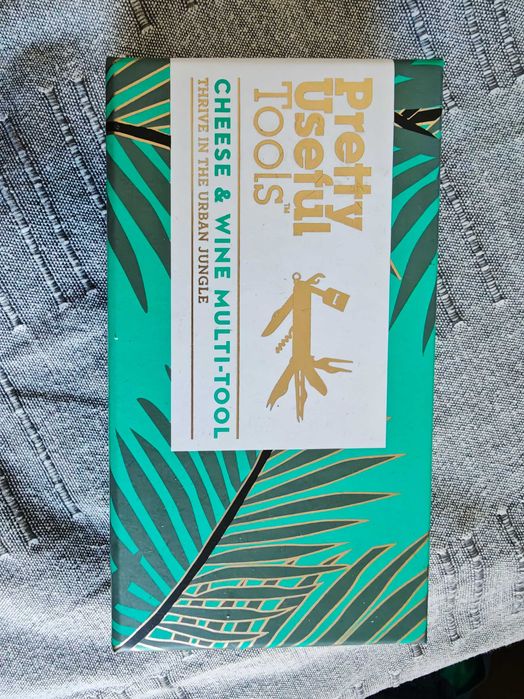 Pretty
Useful
Tools™
CHEESE & WINE MULTI-TOOL
THRIVE IN THE URBAN JUNGLE